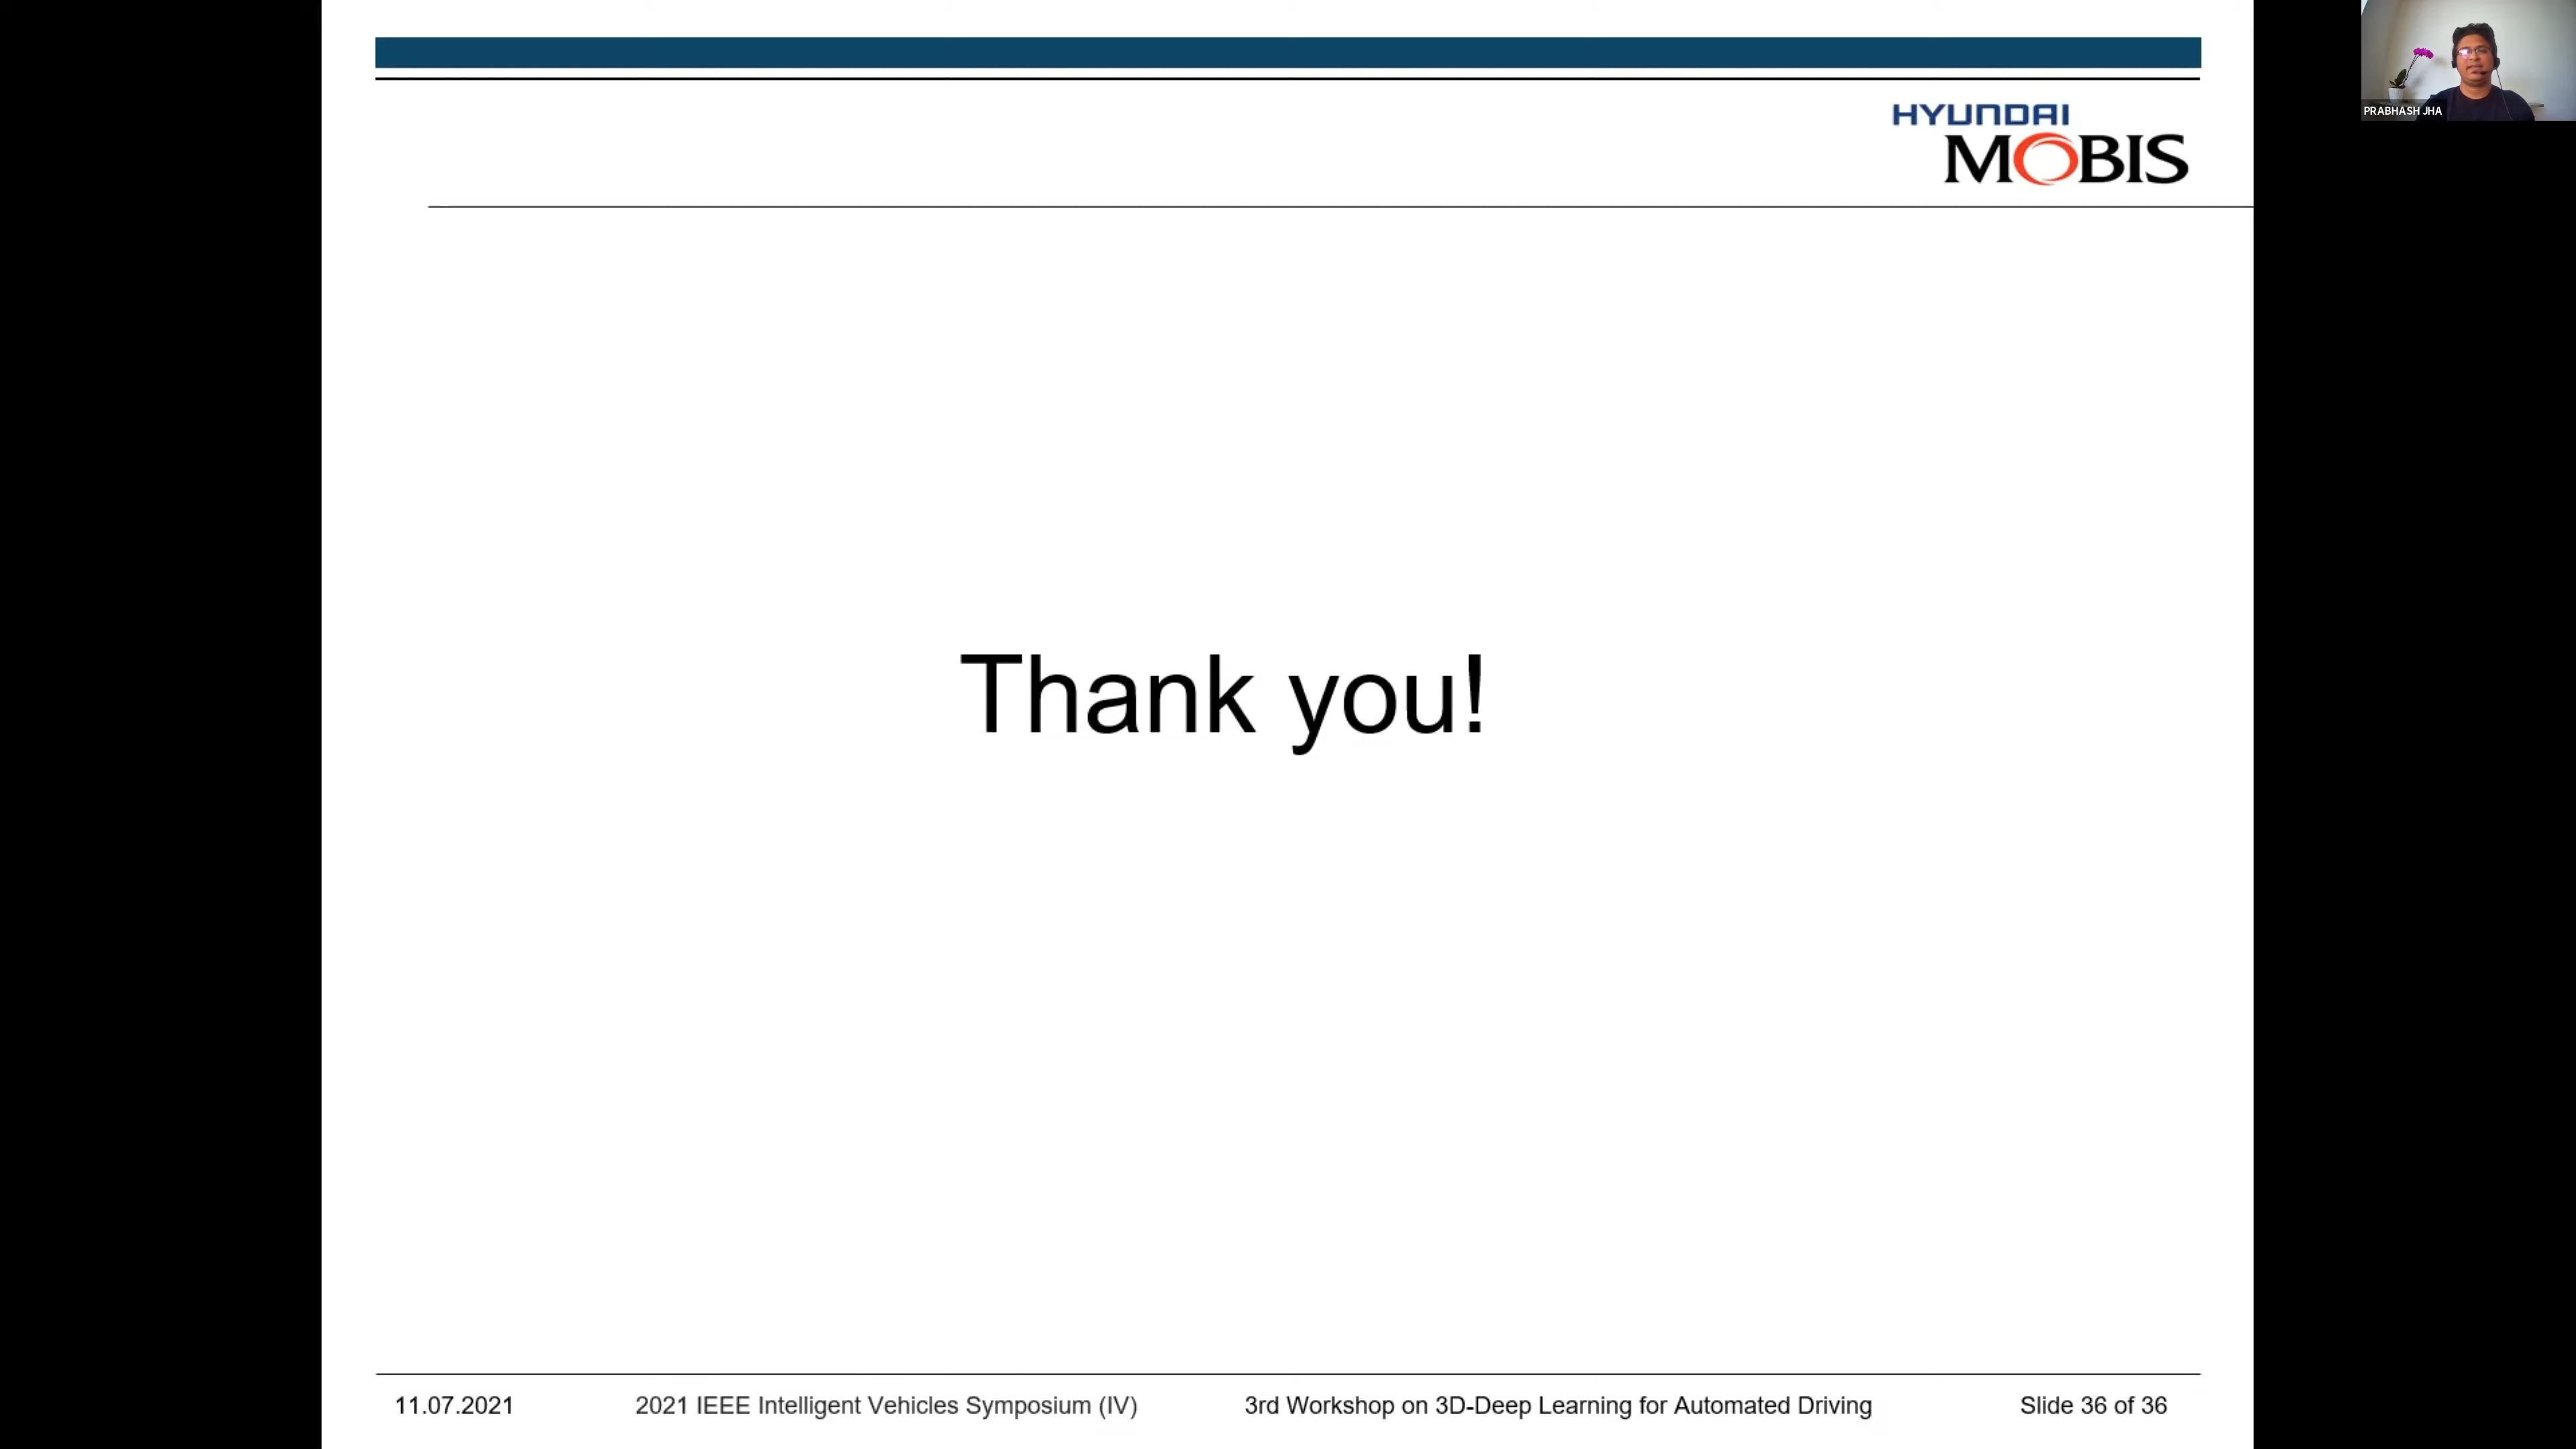 HYUNDAI
MOBIS
PRABHASH JHA
Thank you!
11.07.2021
2021 IEEE Intelligent Vehicles Symposium (IV)
3rd Workshop on 3D-Deep Learning for Automated Driving
Slide 36 of 36